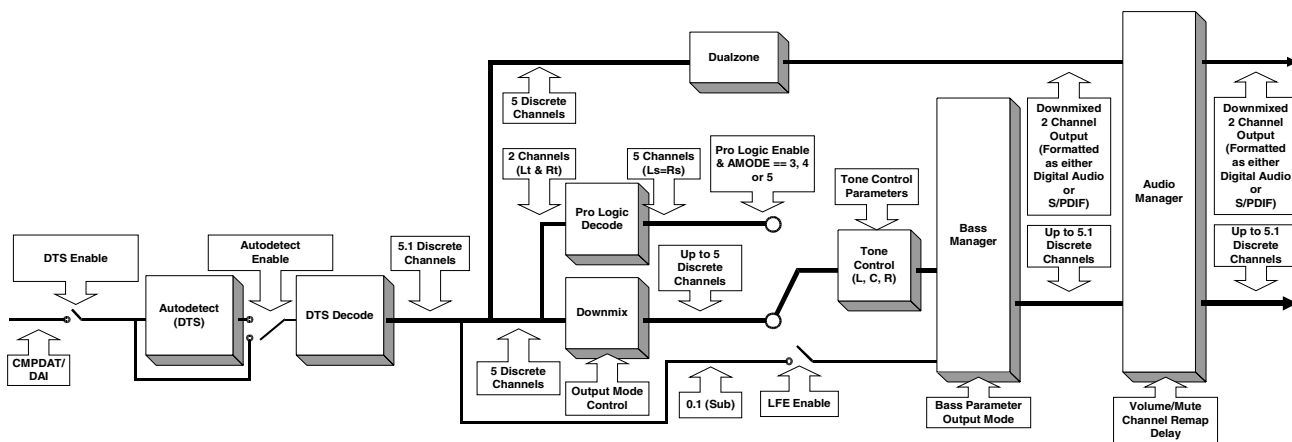 Dualzone
5 Discrete
Channels
Downmixed
2 Channel
Output
(Formatted
as either
Digital Audio
or
S/PDIF)
Downmixed
2 Channel
Output
(Formatted
as either
Digital Audio
or
S/PDIF)
2 Channels
(Lt & Rt)
5 Channels
(Ls=Rs)
Pro Logic Enable
& AMODE == 3, 4
or 5
Tone Control
Parameters
Audio
Manager
Pro Logic
Decode
Bass
Manager
DTS Enable
Autodetect
Enable
5.1 Discrete
Channels
Up to 5
Discrete
Channels
Tone
Control
(L, C, R)
Up to 5.1
Discrete
Channels
Up to 5.1
Discrete
Channels
Autodetect
(DTS)
DTS Decode
Downmix
CMPDAT/
DAI
5 Discrete
Channels
Output Mode
Control
0.1 (Sub)
LFE Enable
Bass Parameter
Output Mode
Volume/Mute
Channel Remap
Delay